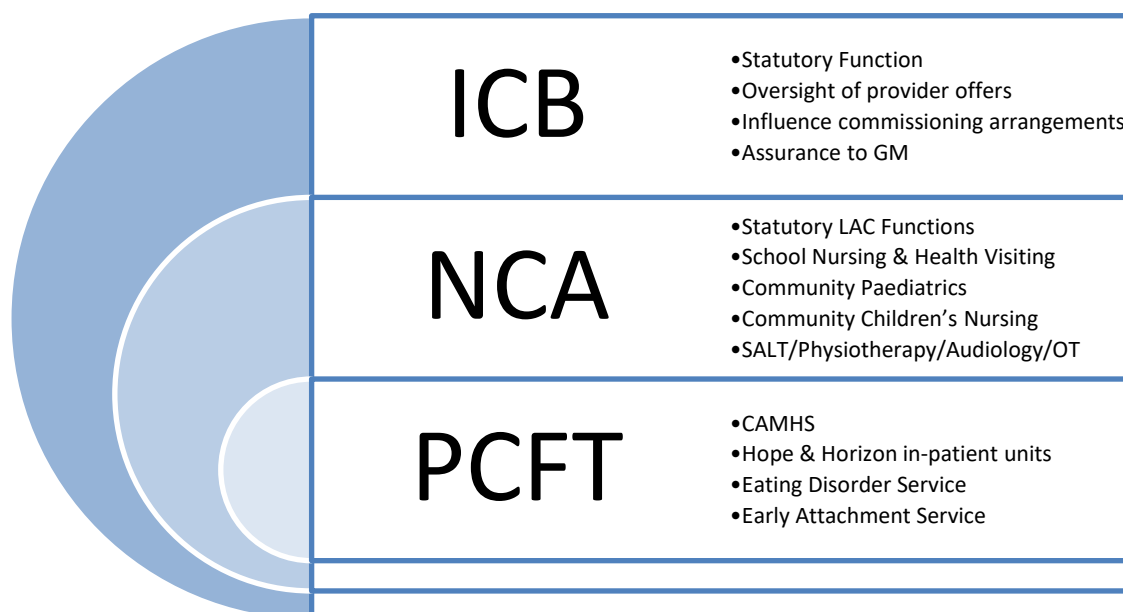 ICB
•Statutory Function
•Oversight of provider offers
•Influence commissioning arrangements
•Assurance to GM
NCA
•Statutory LAC Functions
•School Nursing & Health Visiting
•Community Paediatrics
•Community Children’s Nursing
•SALT/Physiotherapy/Audiology/OT
PCFT
•CAMHS
•Hope & Horizon in-patient units
•Eating Disorder Service
•Early Attachment Service